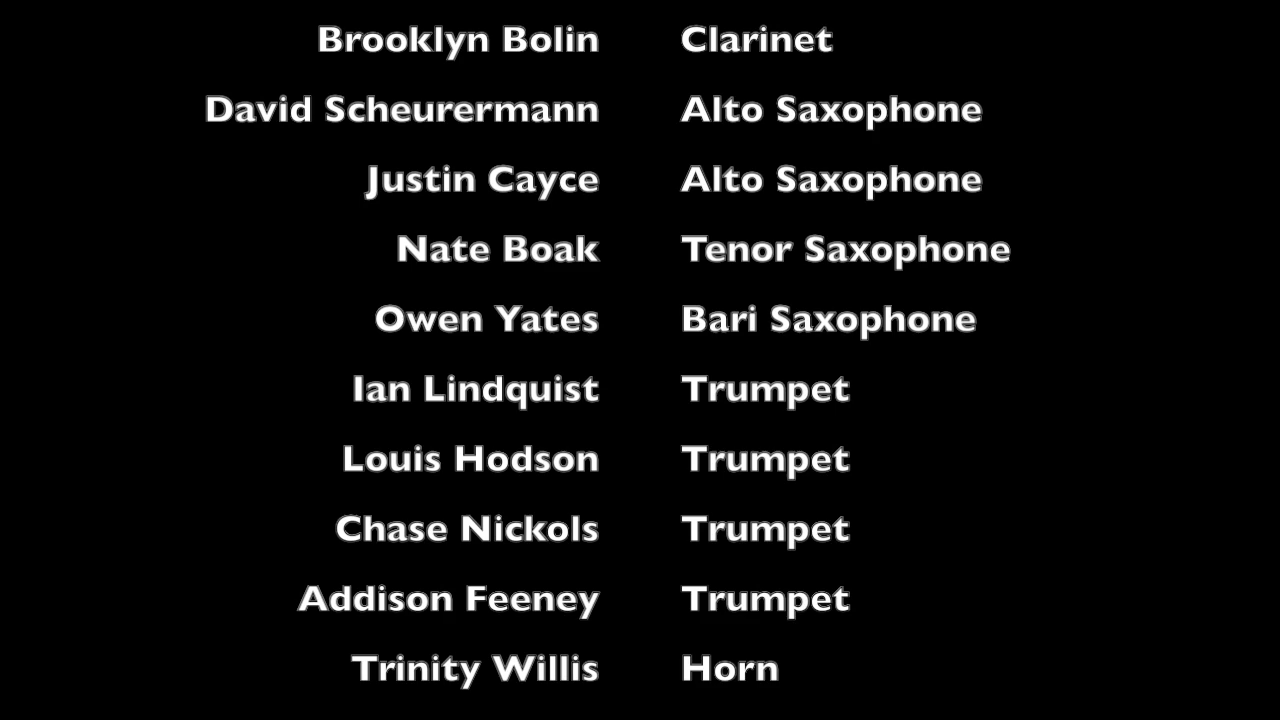 Brooklyn Bolin Clarinet
David Scheurermann Alto Saxophone
Justin Cayce Alto Saxophone
Nate Boak Tenor Saxophone
Owen Yates Bari Saxophone
Ian Lindquist Trumpet
Louis Hodson Trumpet
Chase Nickols Trumpet
Addison Feeney Trumpet
Trinity Willis Horn